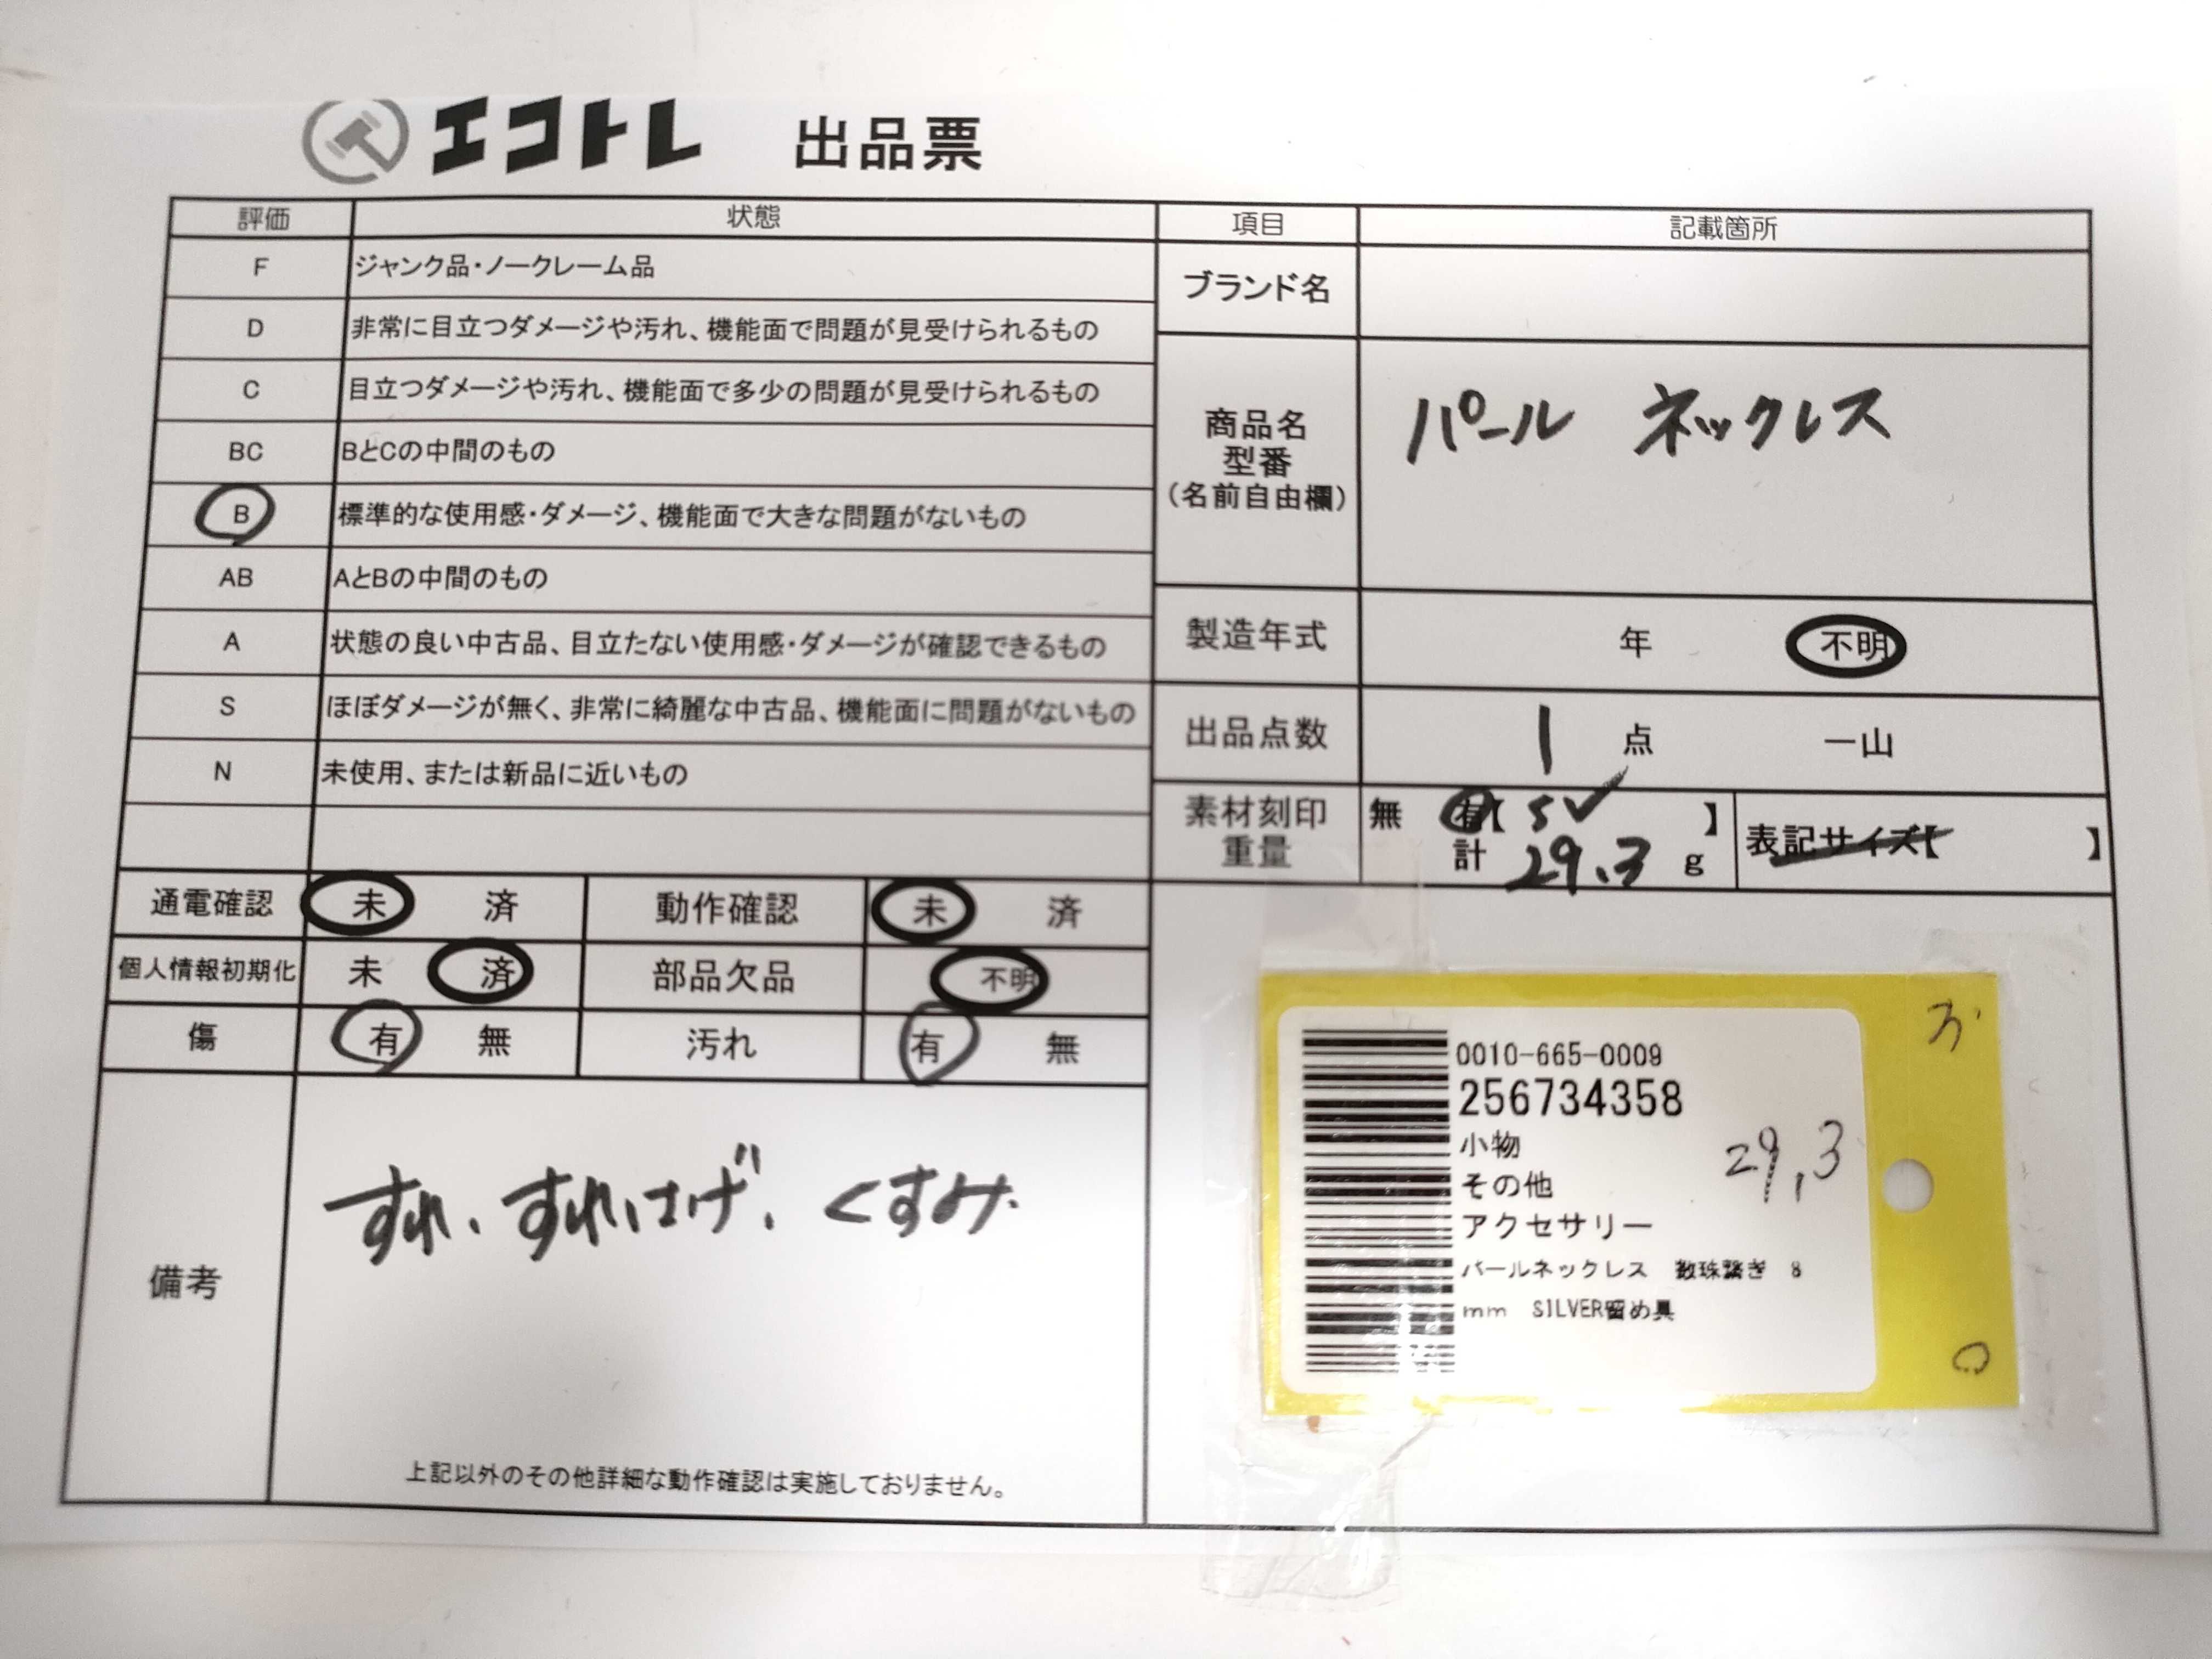 エコトレ 出品票
評価 状態
F ジャンク品・ノークレーム品
D 非常に目立つダメージや汚れ、機能面で問題が見受けられるもの
C 目立つダメージや汚れ、機能面で多少の問題が見受けられるもの
BC BとCの中間のもの
B 標準的な使用感・ダメージ、機能面で大きな問題がないもの
AB AとBの中間のもの
A 状態の良い中古品、目立たない使用感・ダメージが確認できるもの
S ほぼダメージが無く、非常に綺麗な中古品、機能面に問題がないもの
N 未使用、または新品に近いもの
通電確認 未 済 動作確認 未 済
個人情報初期化 未 済 部品欠品 不明
傷 有 無 汚れ 有 無
備考
すれ、すれはげ、くすみ
上記以外のその他詳細な動作確認は実施しておりません。
項目 記載箇所
ブランド名
商品名
型番
(名前自由欄)
パール ネックレス
製造年式 年 不明
出品点数 1 点 一山
素材刻印 無 有【 SV 】
重量 計 29.3 g
表記サイズ【 】
0010-665-0009
256734358
小物
その他
アクセサリー
パールネックレス 数珠繋ぎ 8
mm SILVER留め具
29,3